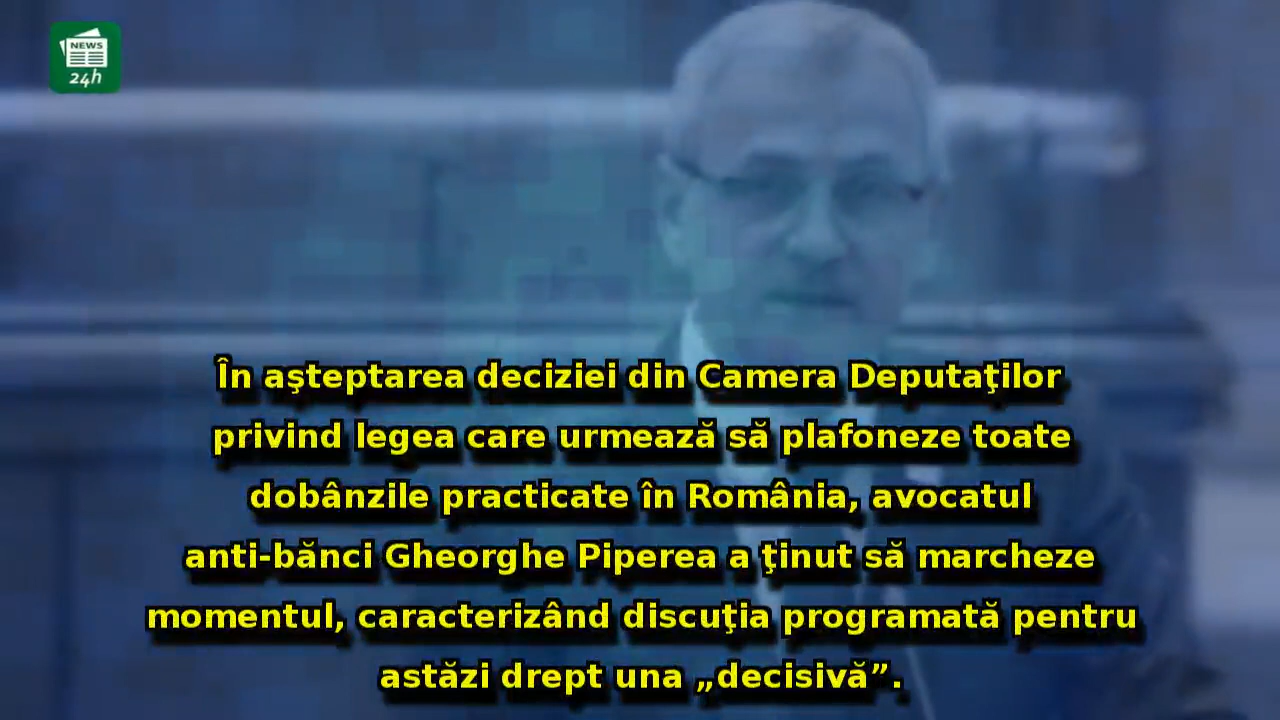 NEWS
24h
În aşteptarea deciziei din Camera Deputaţilor
privind legea care urmează să plafoneze toate
dobânzile practicate în România, avocatul
anti-bănci Gheorghe Piperea a ţinut să marcheze
momentul, caracterizând discuţia programată pentru
astăzi drept una „decisivă”.